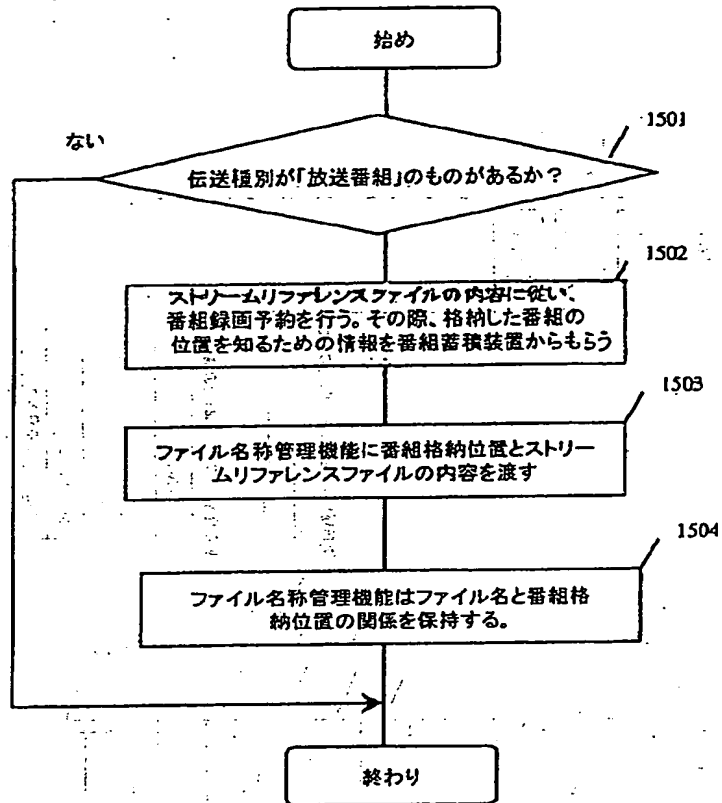 始め
1501
ない
伝送種別が「放送番組」のものがあるか？
1502
ストリームリファレンスファイルの内容に従い、
番組録画予約を行う。その際、格納した番組の
位置を知るための情報を番組蓄積装置からもらう
1503
ファイル名称管理機能に番組格納位置とストリー
ムリファレンスファイルの内容を渡す
1504
ファイル名称管理機能はファイル名と番組格
納位置の関係を保持する。
終わり